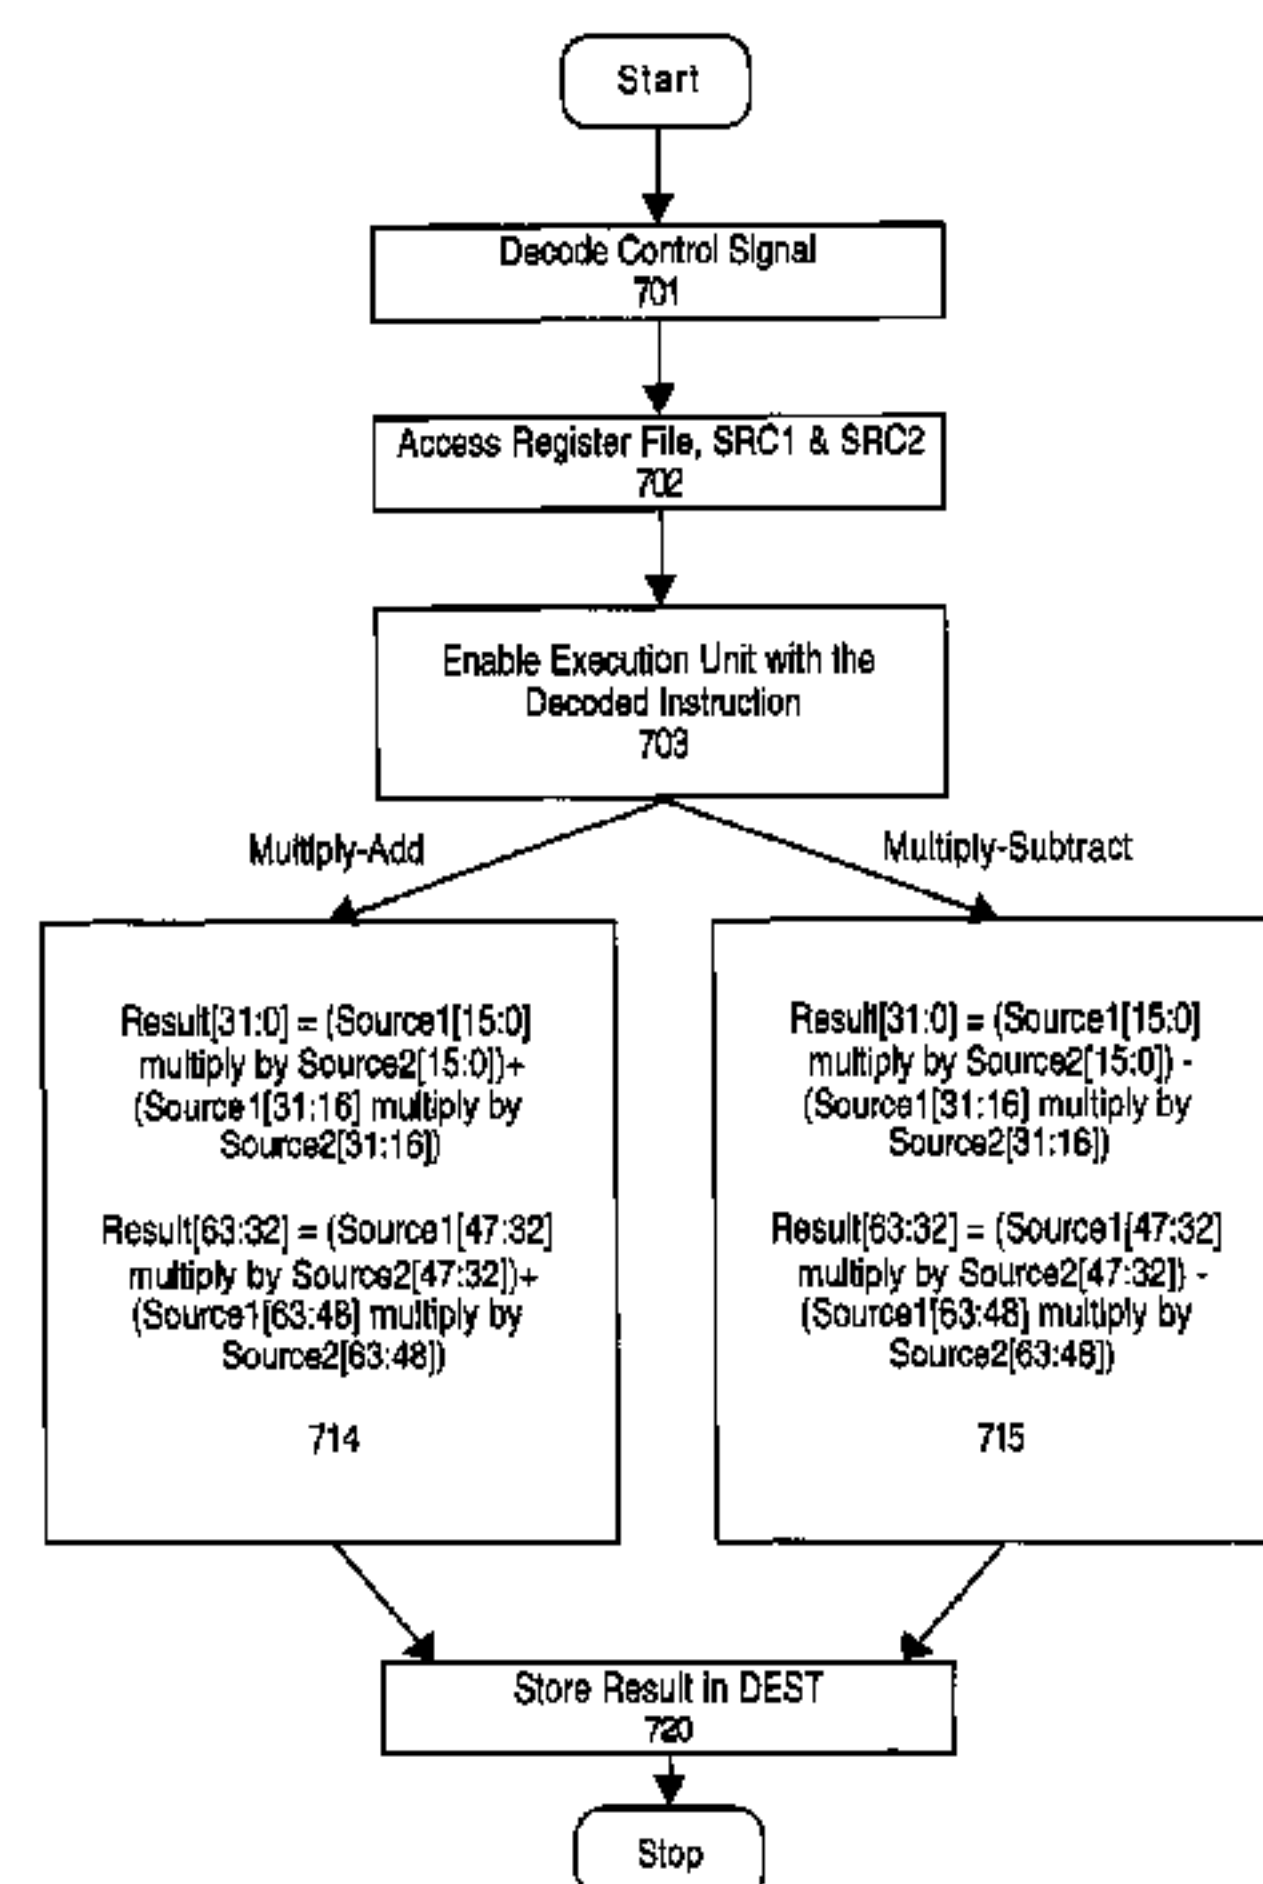 Start
Decode Control Signal
701
Access Register File, SRC1 & SRC2
702
Enable Execution Unit with the
Decoded Instruction
703
Multiply-Add
Multiply-Subtract
Result[31:0] = (Source1[15:0]
multiply by Source2[15:0])+
(Source1[31:16] multiply by
Source2[31:16])
Result[63:32] = (Source1[47:32]
multiply by Source2[47:32])+
(Source1[63:48] multiply by
Source2[63:48])
714
Result[31:0] = (Source1[15:0]
multiply by Source2[15:0]) -
(Source1[31:16] multiply by
Source2[31:16])
Result[63:32] = (Source1[47:32]
multiply by Source2[47:32]) -
(Source1[63:48] multiply by
Source2[63:48])
715
Store Result in DEST
720
Stop